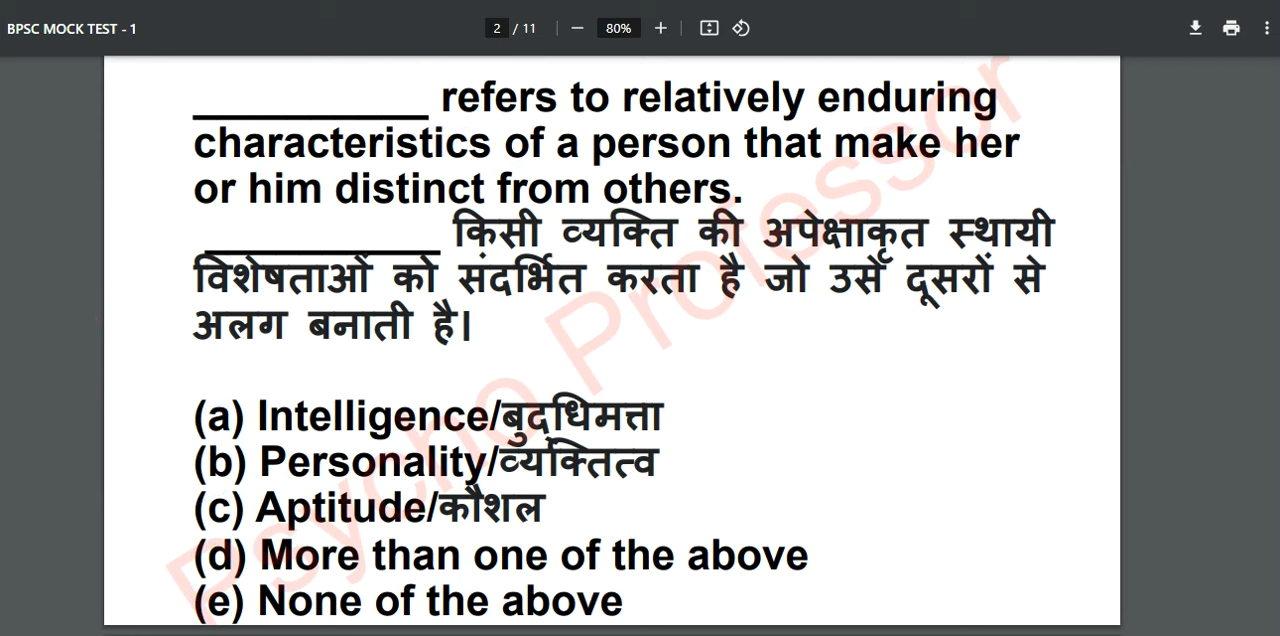 BPSC MOCK TEST - 1
2 / 11
80%
__________ refers to relatively enduring
characteristics of a person that make her
or him distinct from others.
__________ किसी व्यक्ति की अपेक्षाकृत स्थायी
विशेषताओं को संदर्भित करता है जो उसे दूसरों से
अलग बनाती है।
(a) Intelligence/बुद्धिमत्ता
(b) Personality/व्यक्तित्व
(c) Aptitude/कौशल
(d) More than one of the above
(e) None of the above
Psycho Professor